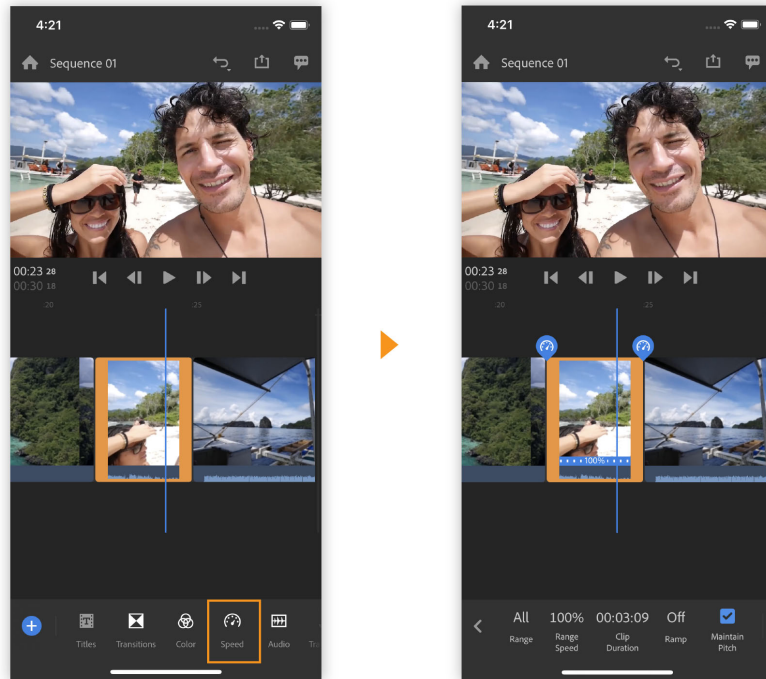 4:21
Sequence 01
00:23 28
00:30 18
:20
:25
Titles
Transitions
Color
Speed
Audio
4:21
Sequence 01
00:23 28
00:30 18
:20
:25
100%
All
Range
100%
Range
Speed
00:03:09
Clip
Duration
Off
Ramp
Maintain
Pitch